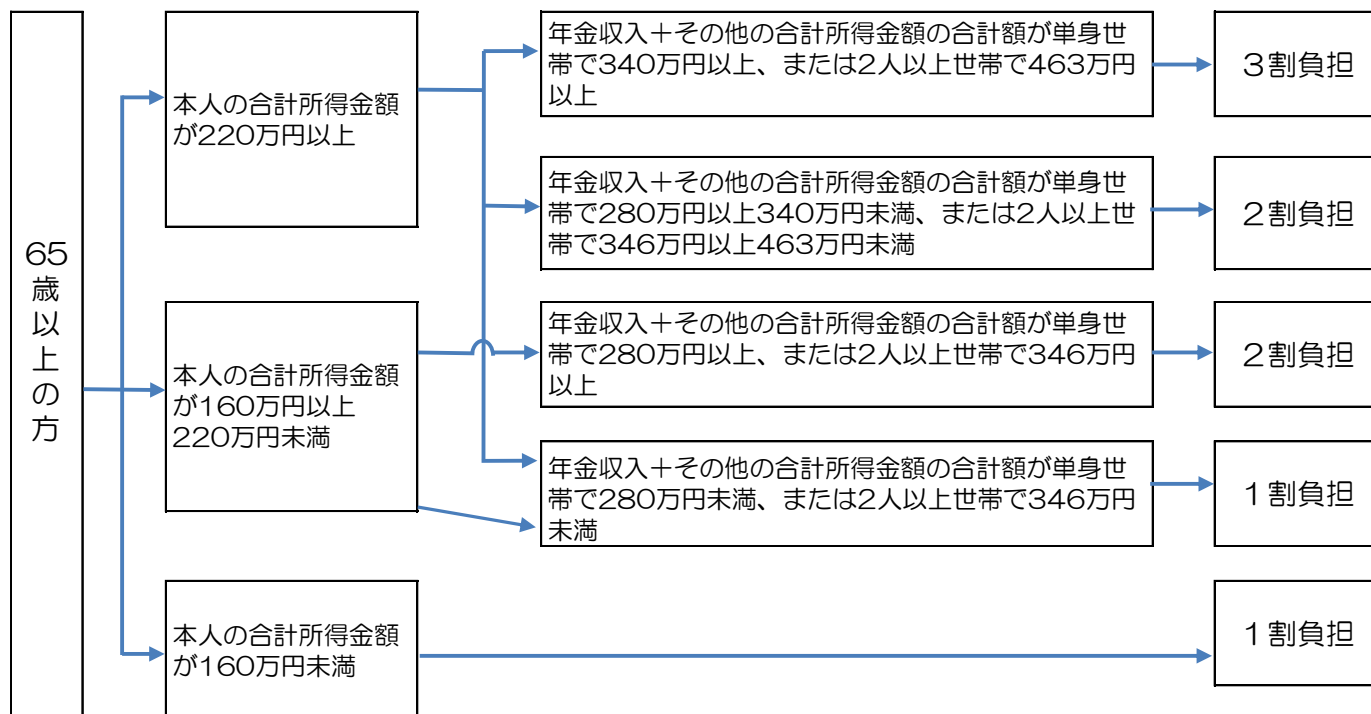 65歳以上の方
本人の合計所得金額
が220万円以上
年金収入＋その他の合計所得金額の合計額が単身世
帯で340万円以上、または2人以上世帯で463万円
以上
3割負担
年金収入＋その他の合計所得金額の合計額が単身世
帯で280万円以上340万円未満、または2人以上世
帯で346万円以上463万円未満
2割負担
本人の合計所得金額
が160万円以上
220万円未満
年金収入＋その他の合計所得金額の合計額が単身世
帯で280万円以上、または2人以上世帯で346万円
以上
2割負担
年金収入＋その他の合計所得金額の合計額が単身世
帯で280万円未満、または2人以上世帯で346万円
未満
1割負担
本人の合計所得金額
が160万円未満
1割負担